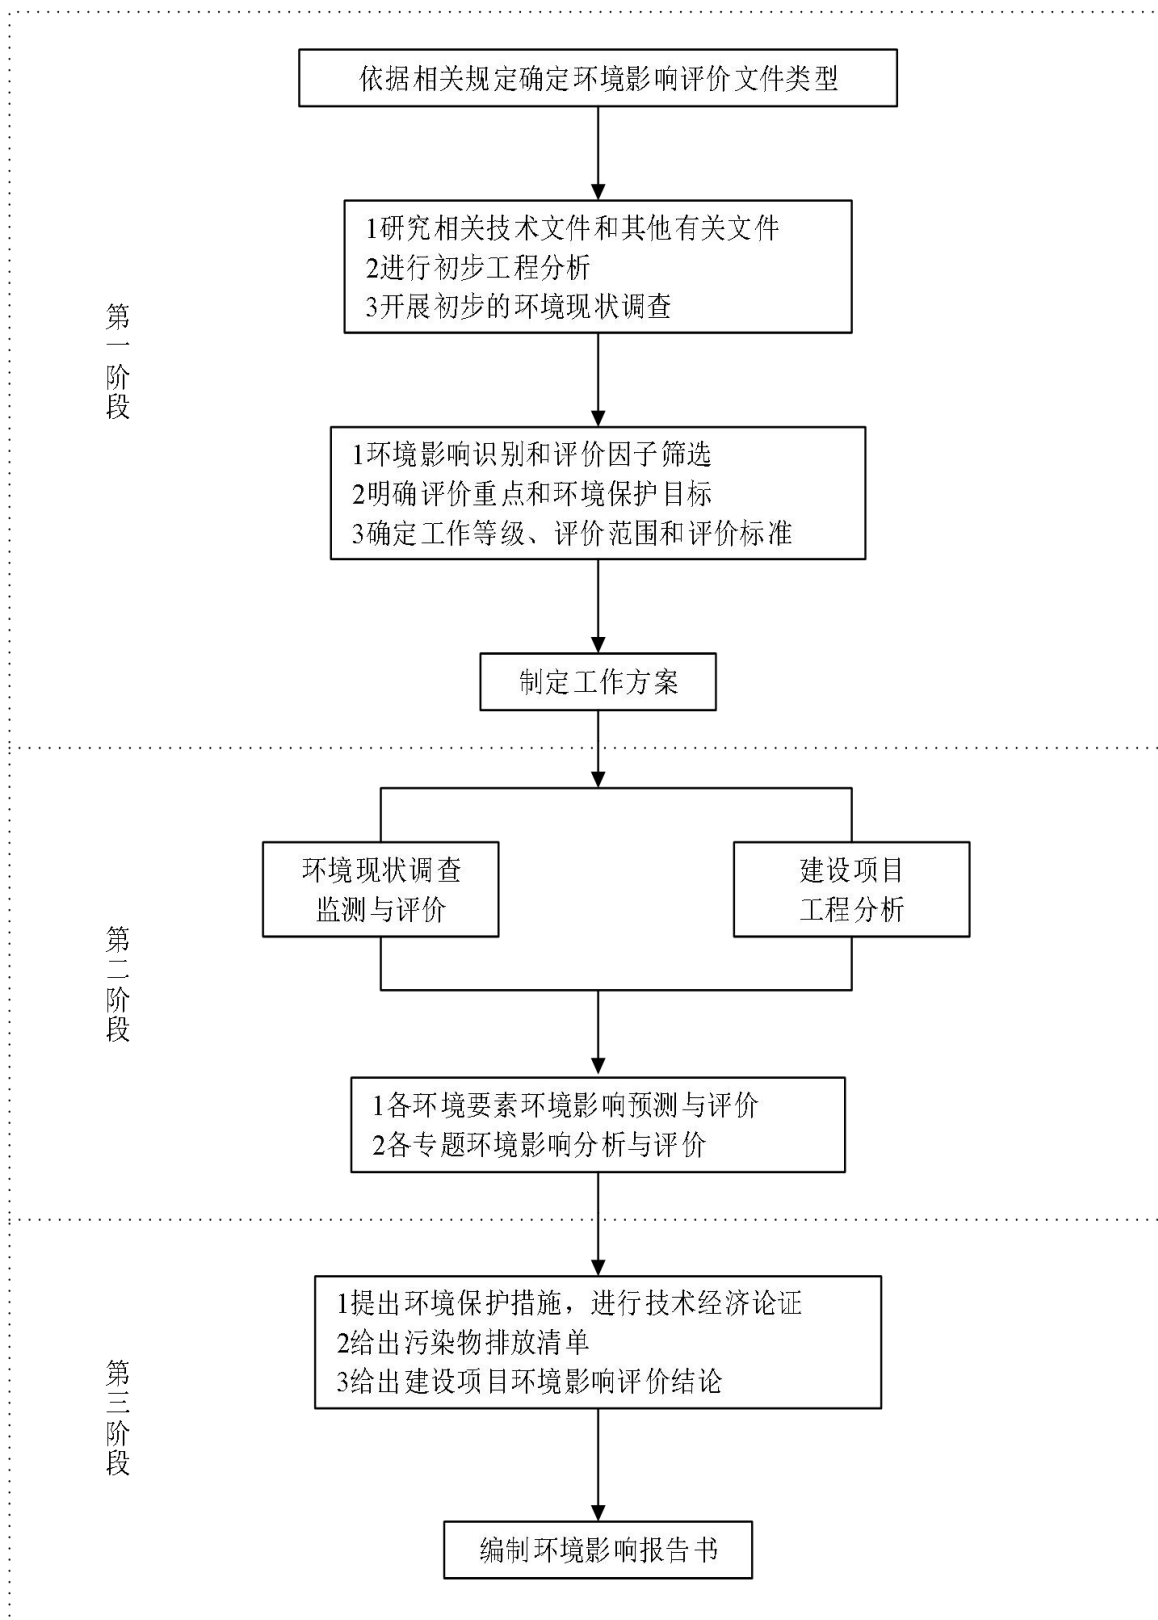 依据相关规定确定环境影响评价文件类型
1研究相关技术文件和其他有关文件
2进行初步工程分析
3开展初步的环境现状调查
第一阶段
1环境影响识别和评价因子筛选
2明确评价重点和环境保护目标
3确定工作等级、评价范围和评价标准
制定工作方案
环境现状调查
监测与评价
建设项目
工程分析
第二阶段
1各环境要素环境影响预测与评价
2各专题环境影响分析与评价
1提出环境保护措施，进行技术经济论证
2给出污染物排放清单
3给出建设项目环境影响评价结论
第三阶段
编制环境影响报告书